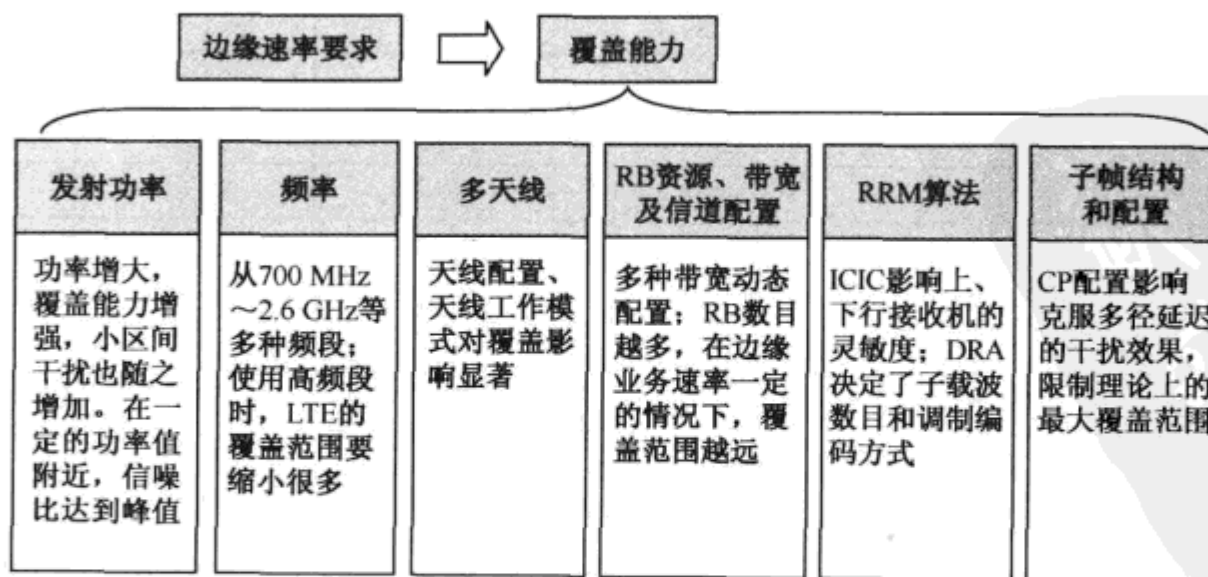 边缘速率要求
覆盖能力
发射功率
功率增大，
覆盖能力增
强，小区间
干扰也随之
增加。在一
定的功率值
附近，信噪
比达到峰值
频率
从700 MHz
～2.6 GHz等
多种频段；
使用高频段
时，LTE的
覆盖范围要
缩小很多
多天线
天线配置、
天线工作模
式对覆盖影
响显著
RB资源、带宽
及信道配置
多种带宽动态
配置；RB数目
越多，在边缘
业务速率一定
的情况下，覆
盖范围越远
RRM算法
ICIC影响上、
下行接收机的
灵敏度；DRA
决定了子载波
数目和调制编
码方式
子帧结构
和配置
CP配置影响
克服多径延迟
的干扰效果，
限制理论上的
最大覆盖范围